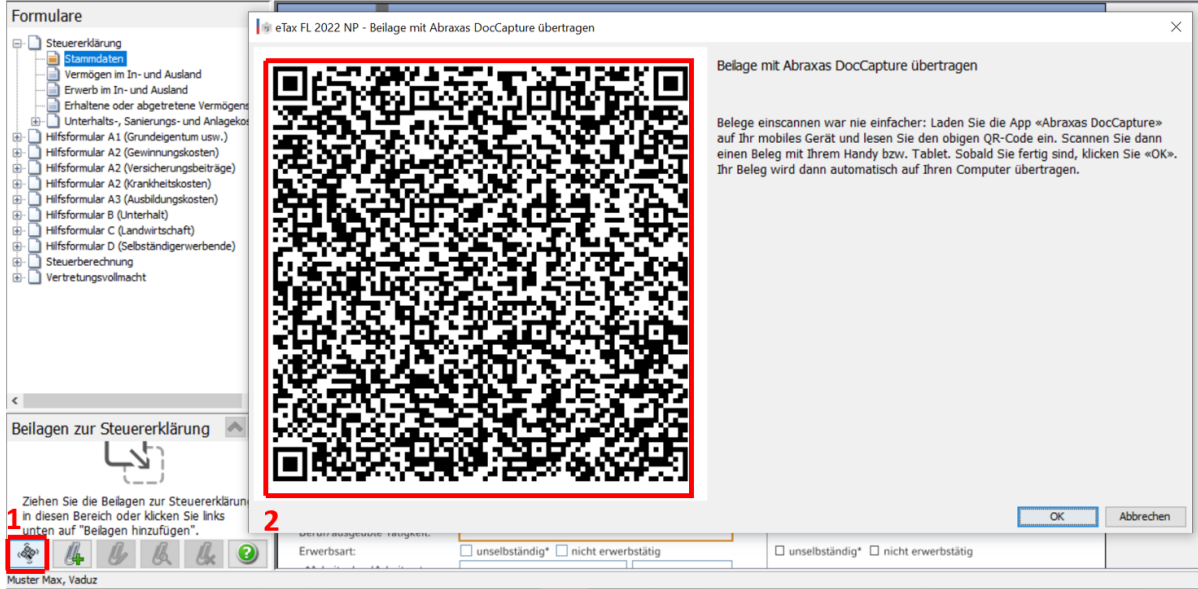 Formulare
Steuererklärung
Stammdaten
Vermögen im In- und Ausland
Erwerb im In- und Ausland
Erhaltene oder abgetretene Vermögens
Unterhalts-, Sanierungs- und Anlagekos
Hilfsformular A1 (Grundeigentum usw.)
Hilfsformular A2 (Gewinnungskosten)
Hilfsformular A2 (Versicherungsbeiträge)
Hilfsformular A2 (Krankheitskosten)
Hilfsformular A3 (Ausbildungskosten)
Hilfsformular B (Unterhalt)
Hilfsformular C (Landwirtschaft)
Hilfsformular D (Selbständigerwerbende)
Steuerberechnung
Vertretungsvollmacht
Beilagen zur Steuererklärung
Ziehen Sie die Beilagen zur Steuererklärung
in diesen Bereich oder klicken Sie links
unten auf "Beilagen hinzufügen".
1
Muster Max, Vaduz
eTax FL 2022 NP - Beilage mit Abraxas DocCapture übertragen
Beilage mit Abraxas DocCapture übertragen
Belege einscannen war nie einfacher: Laden Sie die App «Abraxas DocCapture»
auf Ihr mobiles Gerät und lesen Sie den obigen QR-Code ein. Scannen Sie dann
einen Beleg mit Ihrem Handy bzw. Tablet. Sobald Sie fertig sind, klicken Sie «OK».
Ihr Beleg wird dann automatisch auf Ihren Computer übertragen.
2
OK Abbrechen
Beruf/ausgeübte Tätigkeit:
Erwerbsart: unselbständig* nicht erwerbstätig unselbständig* nicht erwerbstätig